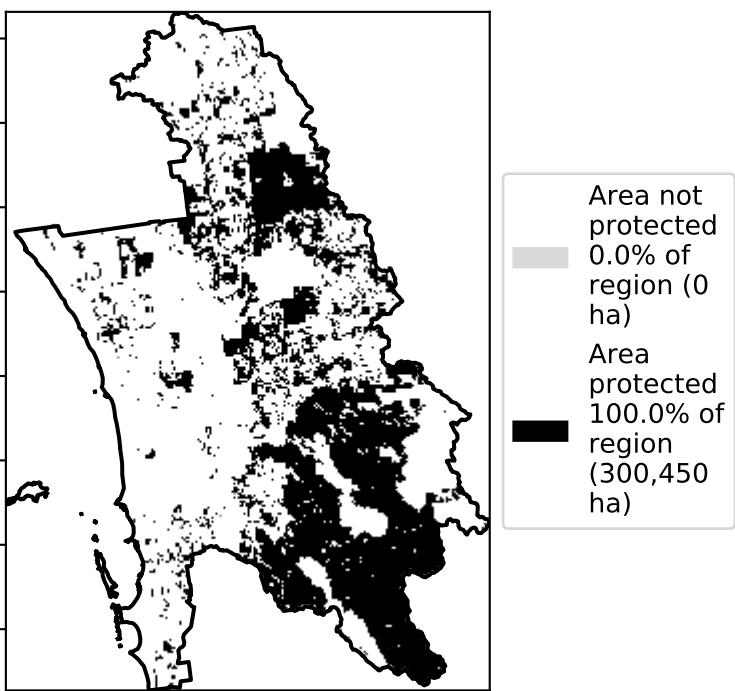 Area not
protected
0.0% of
region (0
ha)
Area
protected
100.0% of
region
(300,450
ha)